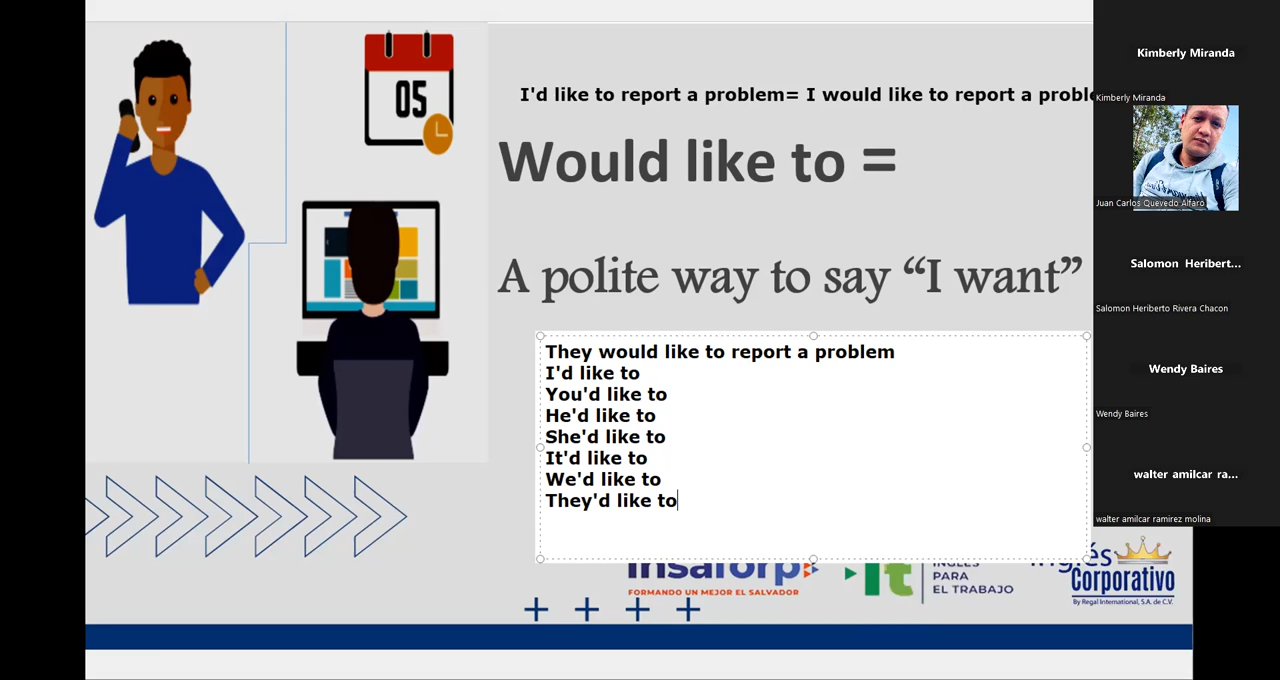 05
I'd like to report a problem= I would like to report a proble
Would like to =
A polite way to say “I want”
They would like to report a problem
I'd like to
You'd like to
He'd like to
She'd like to
It'd like to
We'd like to
They'd like to
insaforp
FORMANDO UN MEJOR EL SALVADOR
It
INGLÉS
PARA
EL TRABAJO
Inglés
Corporativo
By Regal International, S.A. de C.V.
Kimberly Miranda
Kimberly Miranda
Juan Carlos Quevedo Alfaro
Salomon Heribert...
Salomon Heriberto Rivera Chacon
Wendy Baires
Wendy Baires
walter amilcar ra...
walter amilcar ramirez molina